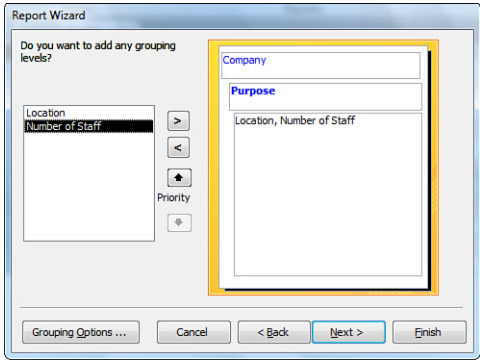 Report Wizard
Do you want to add any grouping
levels?
Location
Number of Staff
>
<
Priority
Company
Purpose
Location, Number of Staff
Grouping Options ...
Cancel
< Back
Next >
Finish